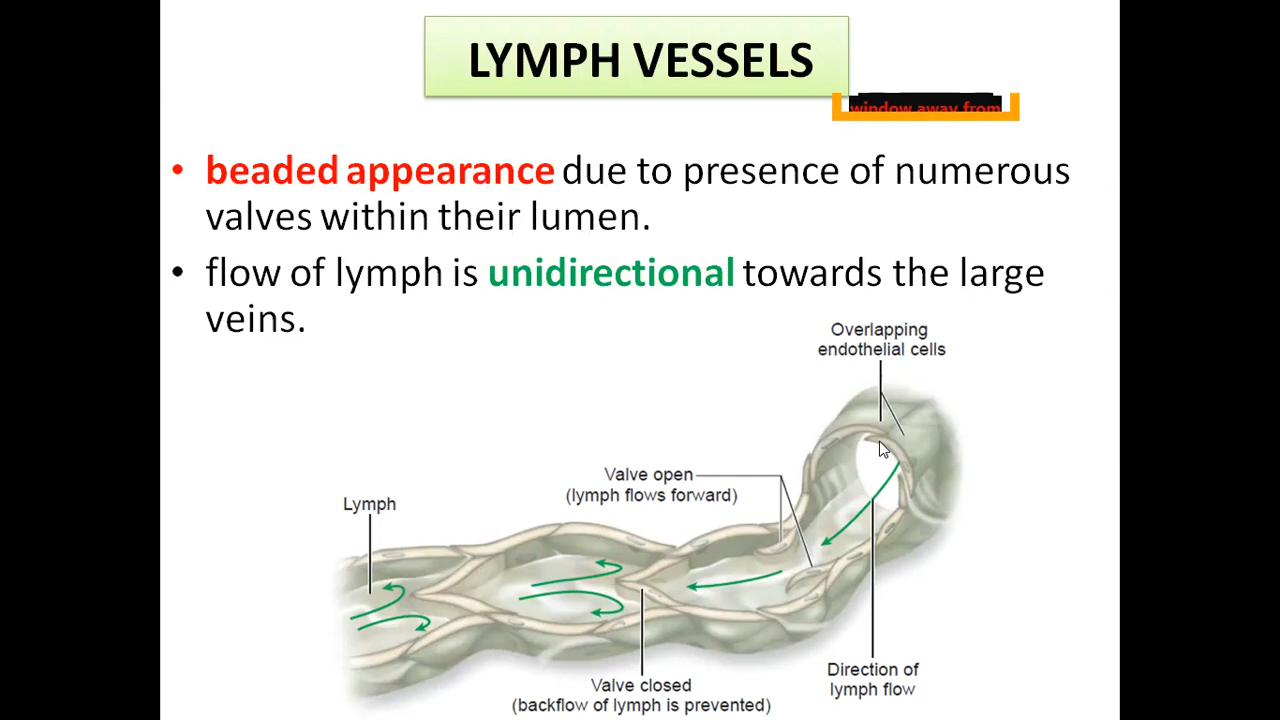 LYMPH VESSELS
window away from
• beaded appearance due to presence of numerous
valves within their lumen.
• flow of lymph is unidirectional towards the large
veins.
Overlapping
endothelial cells
Valve open
(lymph flows forward)
Lymph
Direction of
lymph flow
Valve closed
(backflow of lymph is prevented)